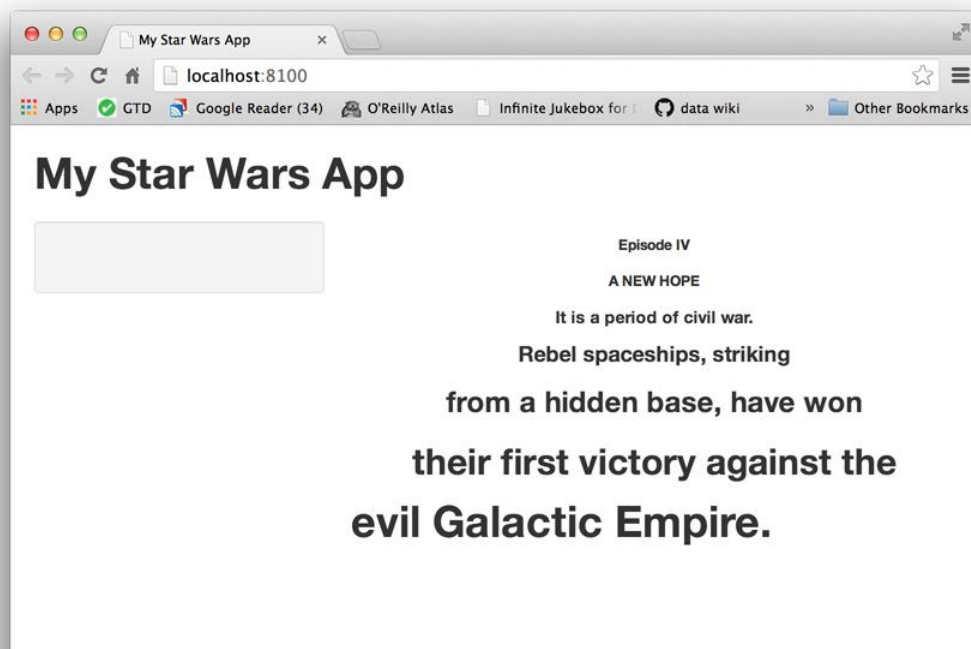 My Star Wars App
localhost:8100
Apps GTD Google Reader (34) O'Reilly Atlas Infinite Jukebox for data wiki » Other Bookmarks
My Star Wars App
Episode IV
A NEW HOPE
It is a period of civil war.
Rebel spaceships, striking
from a hidden base, have won
their first victory against the
evil Galactic Empire.